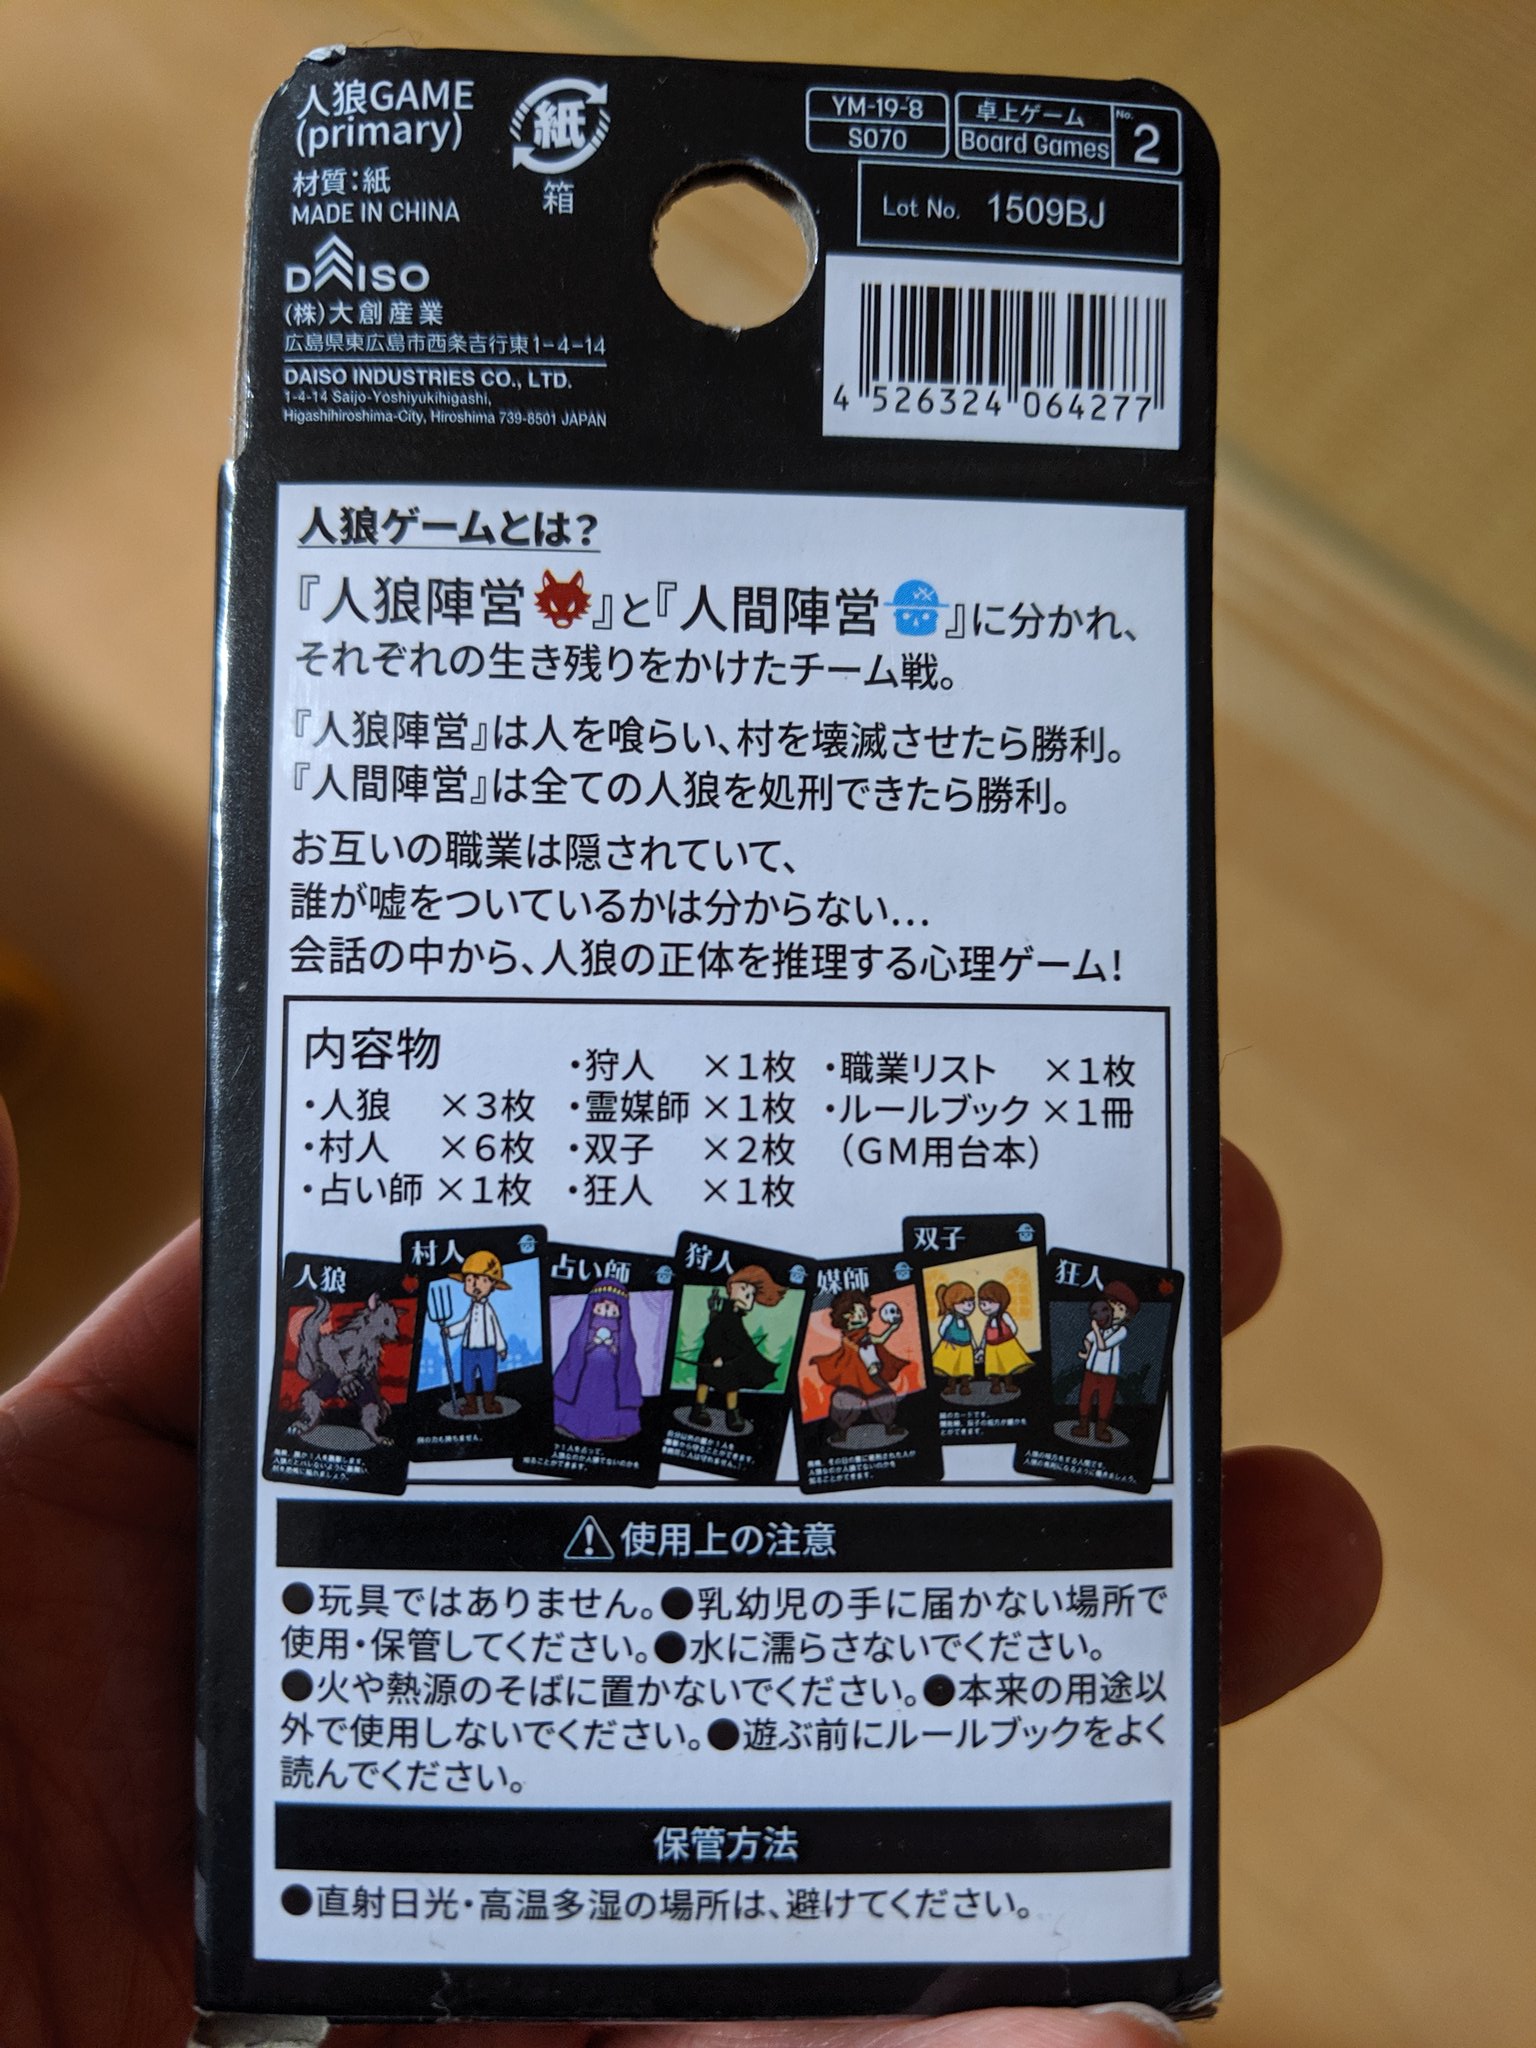 人狼GAME
(primary)
紙
箱
材質:紙
MADE IN CHINA
DAISO
(株)大創産業
広島県東広島市西条吉行東1-4-14
DAISO INDUSTRIES CO., LTD.
1-4-14 Saijo-Yoshiyukihigashi,
Higashihiroshima-City, Hiroshima 739-8501 JAPAN
YM-19-8
S070
卓上ゲーム
Board Games
No.
2
Lot No. 1509BJ
4 526324 064277
人狼ゲームとは?
『人狼陣営』と『人間陣営』に分かれ、
それぞれの生き残りをかけたチーム戦。
『人狼陣営』は人を喰らい、村を壊滅させたら勝利。
『人間陣営』は全ての人狼を処刑できたら勝利。
お互いの職業は隠されていて、
誰が嘘をついているかは分からない…
会話の中から、人狼の正体を推理する心理ゲーム!
内容物
・人狼 ×3枚
・村人 ×6枚
・占い師 ×1枚
・狩人 ×1枚
・霊媒師 ×1枚
・双子 ×2枚
・狂人 ×1枚
・職業リスト ×1枚
・ルールブック ×1冊
(GM用台本)
人狼
村人
占い師
狩人
媒師
双子
狂人
使用上の注意
●玩具ではありません。●乳幼児の手に届かない場所で
使用・保管してください。●水に濡らさないでください。
●火や熱源のそばに置かないでください。●本来の用途以
外で使用しないでください。●遊ぶ前にルールブックをよく
読んでください。
保管方法
●直射日光・高温多湿の場所は、避けてください。